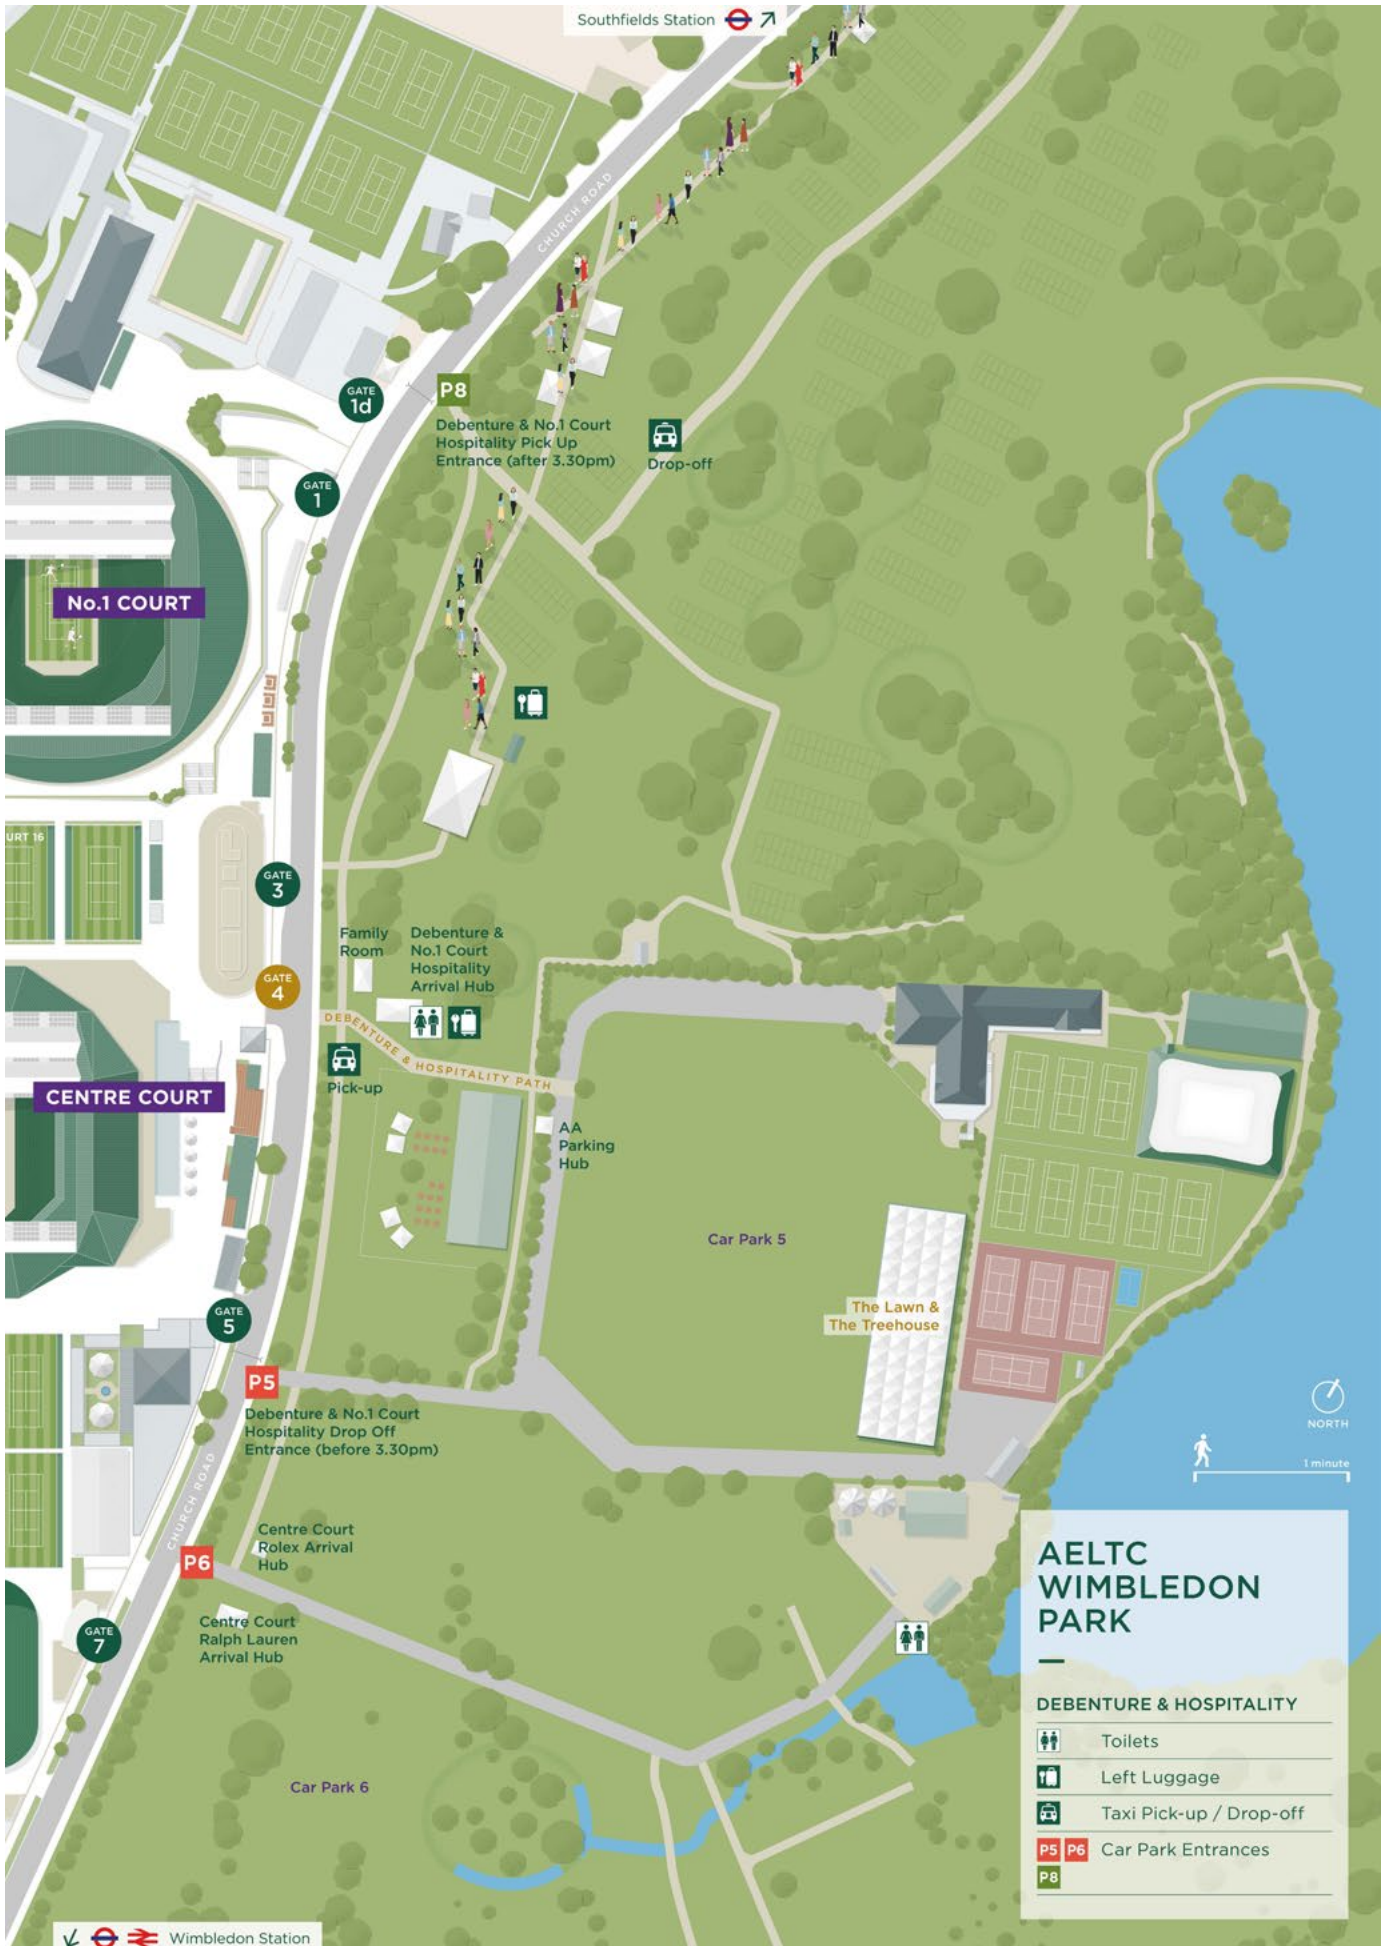 Southfields Station
CHURCH ROAD
GATE
1d
P8
Debenture & No.1 Court
Hospitality Pick Up
Entrance (after 3.30pm)
Drop-off
GATE
1
No.1 COURT
URT 16
GATE
3
Family
Room
Debenture &
No.1 Court
Hospitality
Arrival Hub
GATE
4
DEBENTURE & HOSPITALITY PATH
Pick-up
CENTRE COURT
AA
Parking
Hub
Car Park 5
The Lawn &
The Treehouse
GATE
5
P5
Debenture & No.1 Court
Hospitality Drop Off
Entrance (before 3.30pm)
NORTH
1 minute
CHURCH ROAD
Centre Court
Rolex Arrival
Hub
P6
Centre Court
Ralph Lauren
Arrival Hub
GATE
7
Car Park 6
AELTC
WIMBLEDON
PARK
DEBENTURE & HOSPITALITY
Toilets
Left Luggage
Taxi Pick-up / Drop-off
P5 P6 Car Park Entrances
P8
Wimbledon Station